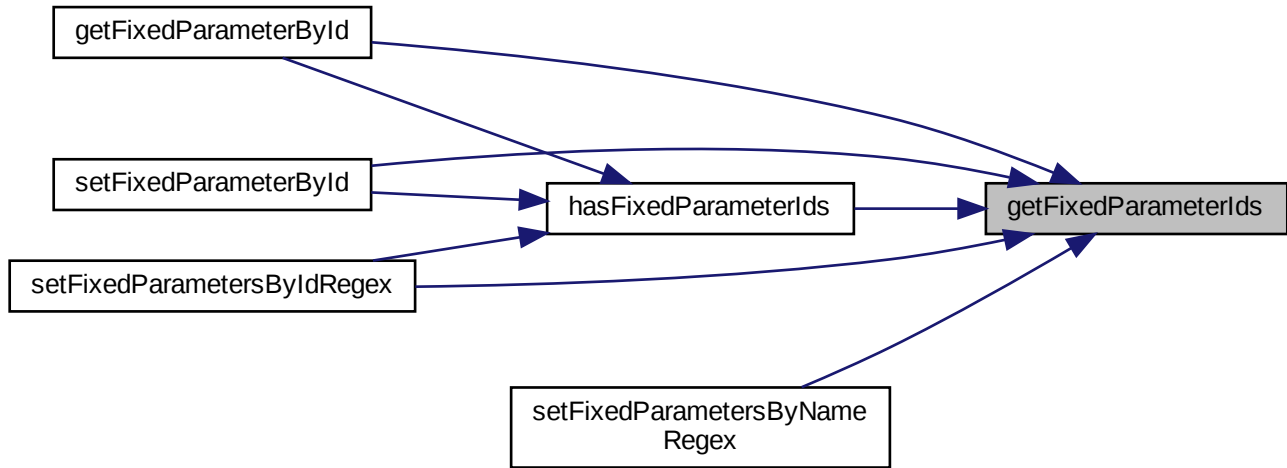 getFixedParameterById
setFixedParameterById
hasFixedParameterIds
getFixedParameterIds
setFixedParametersByIdRegex
setFixedParametersByName
Regex